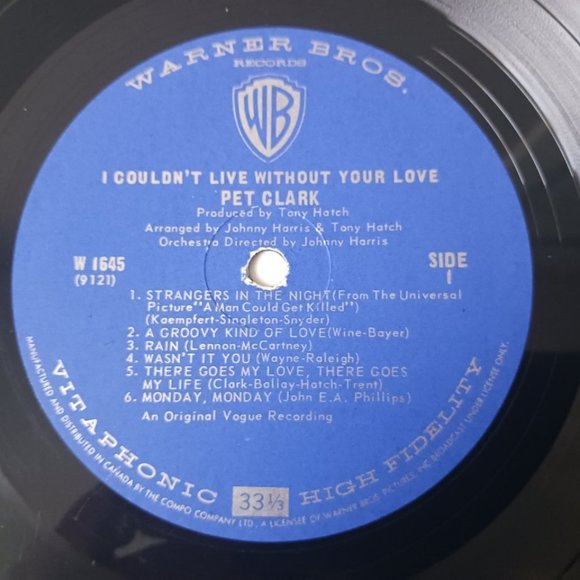 WARNER BROS.
RECORDS
WB
I COULDN'T LIVE WITHOUT YOUR LOVE
PET CLARK
Produced by Tony Hatch
Arranged by Johnny Harris & Tony Hatch
Orchestra Directed by Johnny Harris
W 1645
(9121)
SIDE
1
1. STRANGERS IN THE NIGHT(From The Universal
Picture"A Man Could Get Killed")
(Kaempfert-Singleton-Snyder)
2. A GROOVY KIND OF LOVE(Wine-Bayer)
3. RAIN (Lennon-McCartney)
4. WASN'T IT YOU (Wayne-Raleigh)
5. THERE GOES MY LOVE, THERE GOES
MY LIFE (Clark-Ballay-Hatch-Trent)
6. MONDAY, MONDAY (John E.A. Phillips)
An Original Vogue Recording
VITAPHONIC 33⅓ HIGH FIDELITY
MANUFACTURED AND DISTRIBUTED IN CANADA BY THE COMPO COMPANY LTD., A LICENSEE OF WARNER BROS. PICTURES, INC. BROADCAST UNDER LICENSE ONLY.